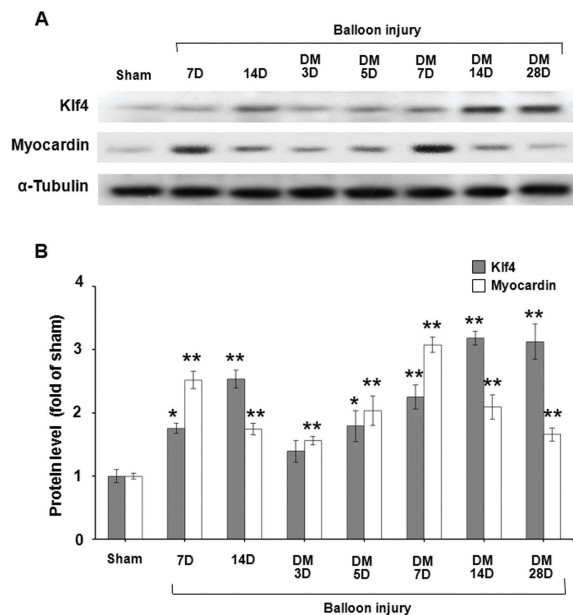 A
Balloon injury
Sham 7D 14D DM 3D DM 5D DM 7D DM 14D DM 28D
Klf4
Myocardin
α-Tubulin
B
Klf4
Myocardin
Protein level (fold of sham)
4
3
2
1
0
* ** ** ** ** * ** ** ** ** ** ** **
Sham 7D 14D DM 3D DM 5D DM 7D DM 14D DM 28D
Balloon injury